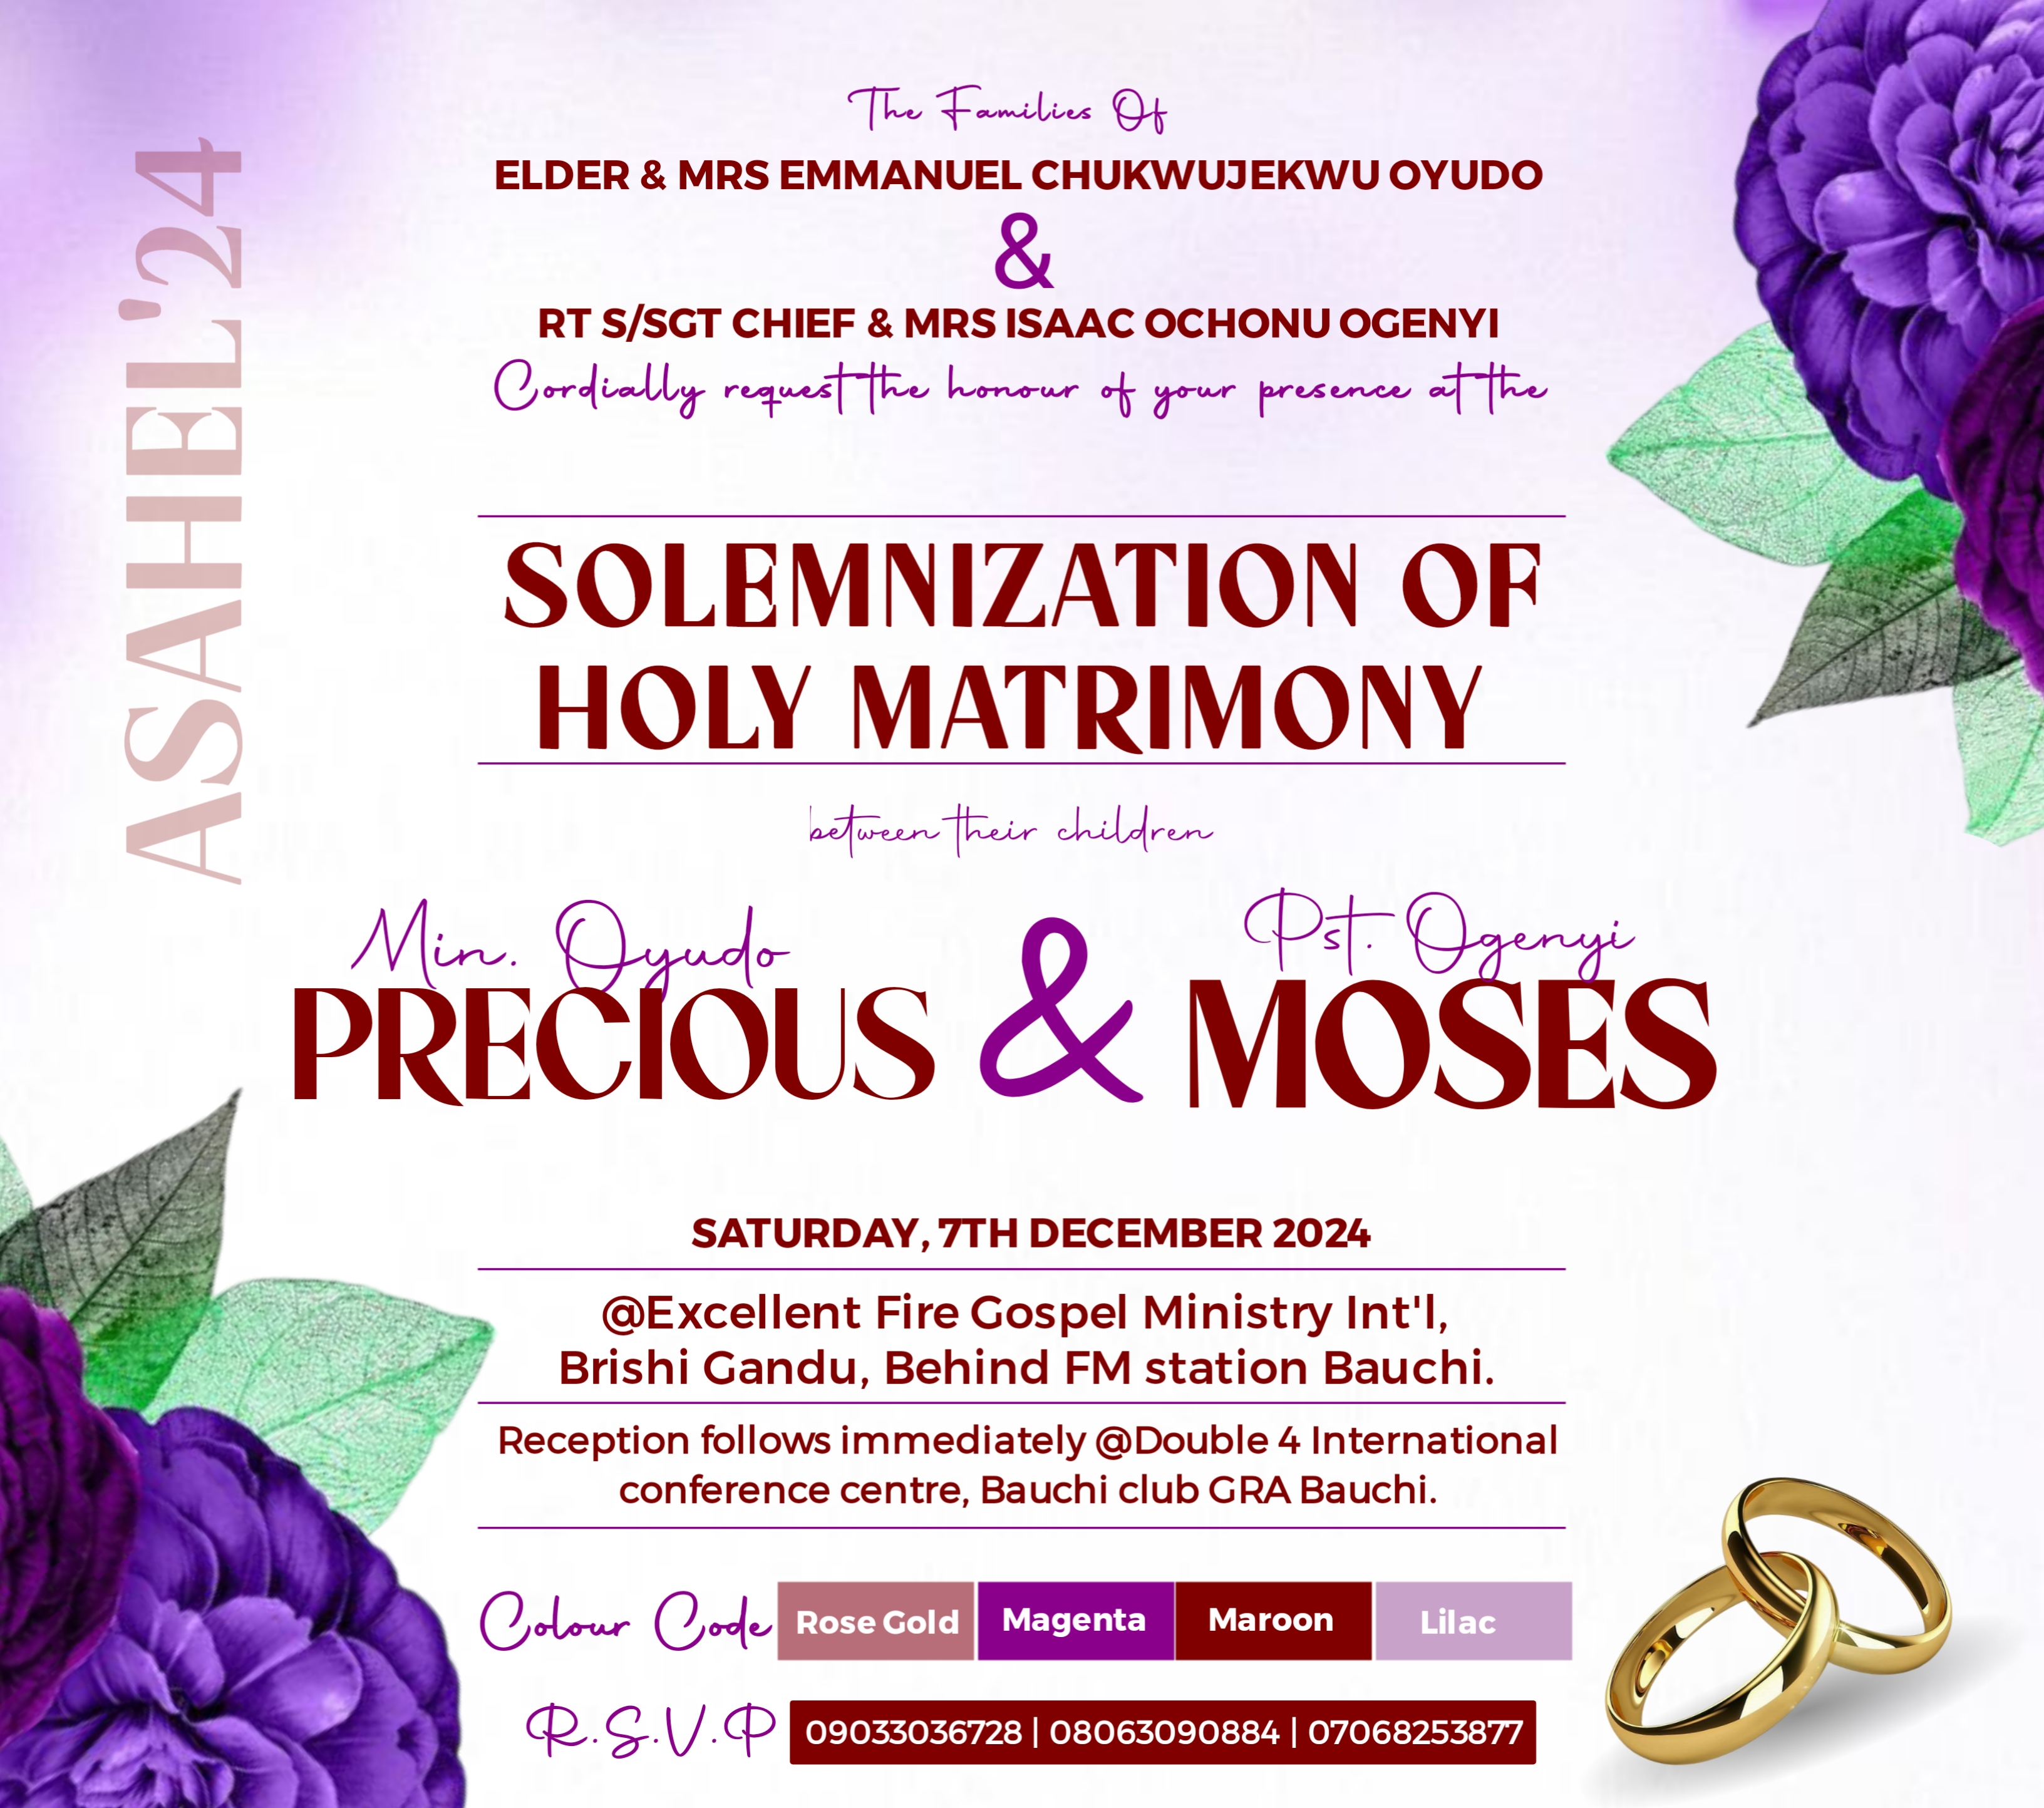 ASAHEL'24
The Families Of
ELDER & MRS EMMANUEL CHUKWUJEKWU OYUDO
&
RT S/SGT CHIEF & MRS ISAAC OCHONU OGENYI
Cordially request the honour of your presence at the
SOLEMNIZATION OF
HOLY MATRIMONY
between their children
Min. Oyudo
PRECIOUS
&
Pst. Ogenyi
MOSES
SATURDAY, 7TH DECEMBER 2024
@Excellent Fire Gospel Ministry Int'l,
Brishi Gandu, Behind FM station Bauchi.
Reception follows immediately @Double 4 International
conference centre, Bauchi club GRA Bauchi.
Colour Code Rose Gold Magenta Maroon Lilac
R.S.V.P 09033036728 | 08063090884 | 07068253877